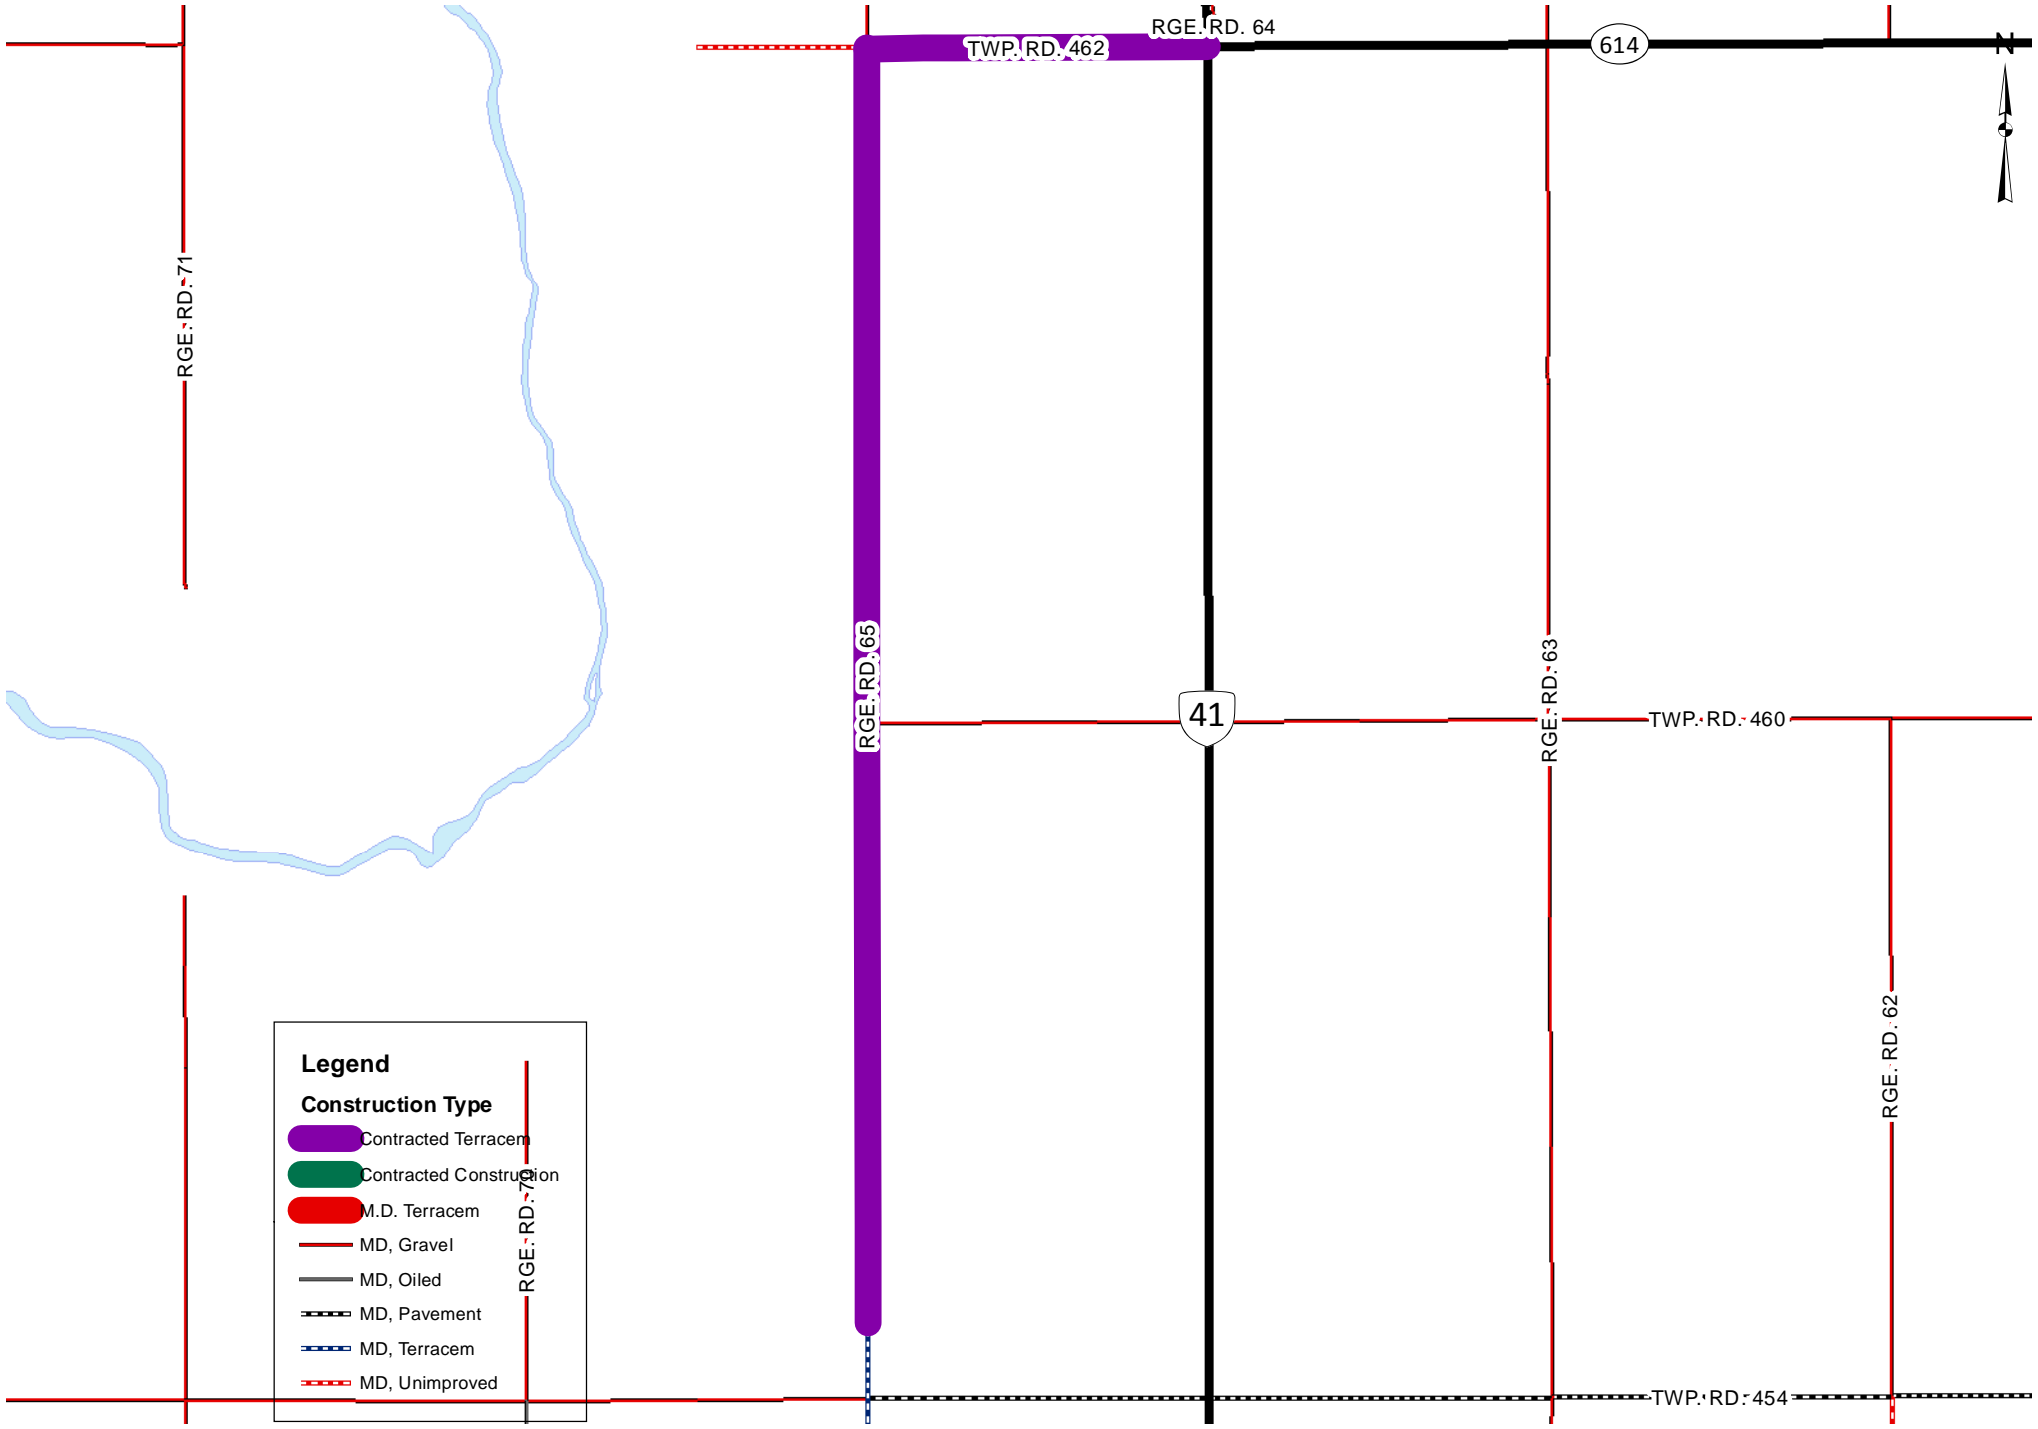 RGE. RD. 64
TWP. RD. 462
614
N
RGE. RD. 71
RGE. RD. 65
RGE. RD. 63
41
TWP. RD. 460
RGE. RD. 62
Legend
Construction Type
Contracted Terracem
Contracted Construction
M.D. Terracem
MD, Gravel
MD, Oiled
MD, Pavement
MD, Terracem
MD, Unimproved
RGE. RD. 70
TWP. RD. 454